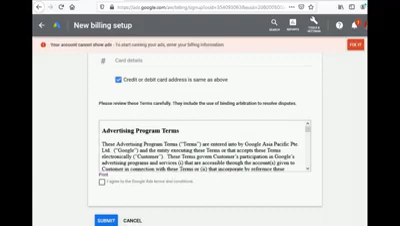 New billing setup
SEARCH
REPORTS
TOOLS & SETTINGS
Your account cannot show ads - To start running your ads, enter your billing information.
FIX IT
# Card details
Credit or debit card address is same as above
Please review these Terms carefully. They include the use of binding arbitration to resolve disputes.
Advertising Program Terms
These Advertising Program Terms ("Terms") are entered into by Google Asia Pacific Pte.
Ltd. ("Google") and the entity executing these Terms or that accepts these Terms
electronically ("Customer"). These Terms govern Customer's participation in Google's
advertising programs and services (i) that are accessible through the account(s) given to
Customer in connection with these Terms or (ii) that incorporate by reference these
Print
I agree to the Google Ads terms and conditions.
SUBMIT
CANCEL